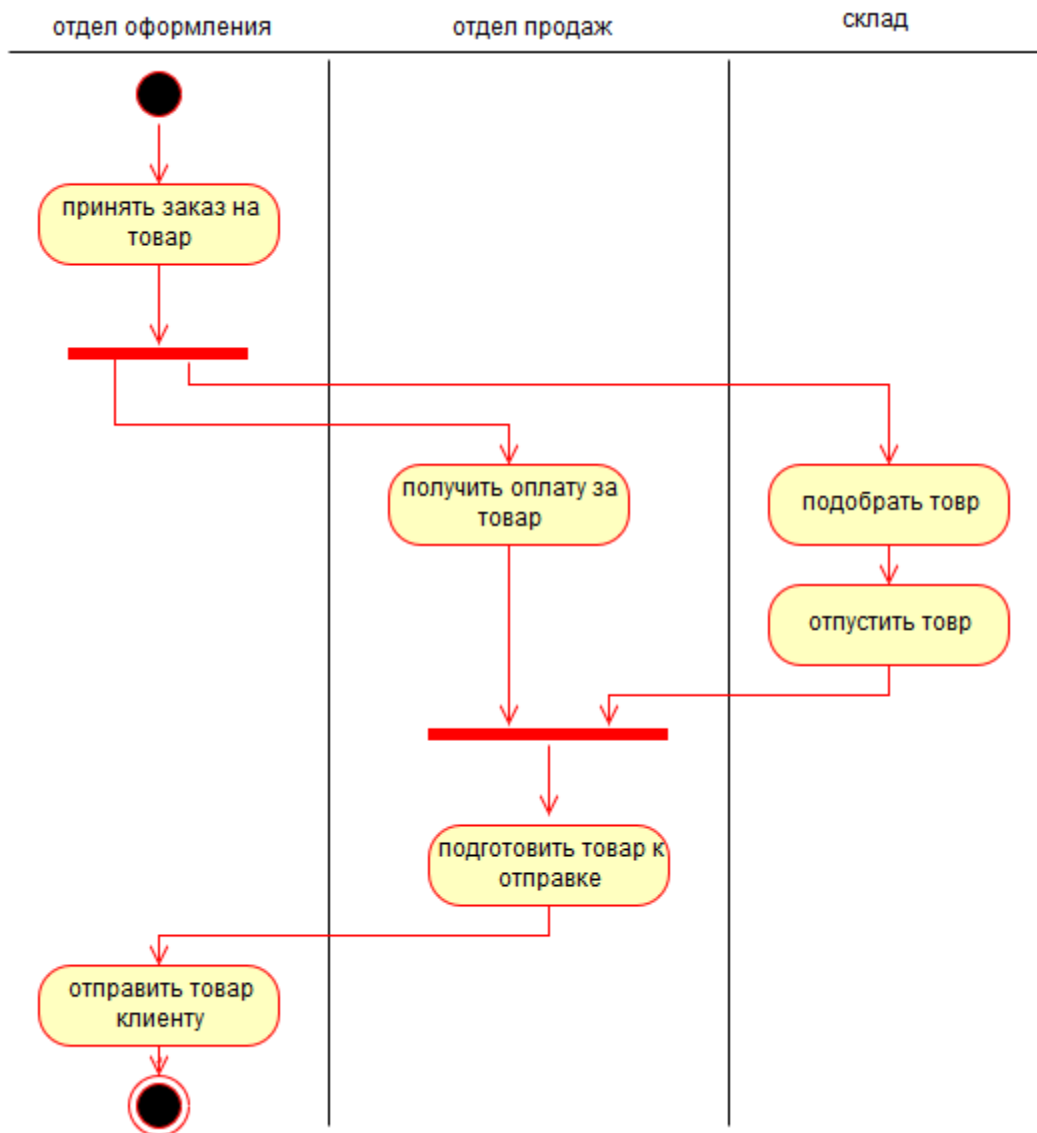 отдел оформления
отдел продаж
склад
принять заказ на
товар
получить оплату за
товар
подобрать товр
отпустить товр
подготовить товар к
отправке
отправить товар
клиенту